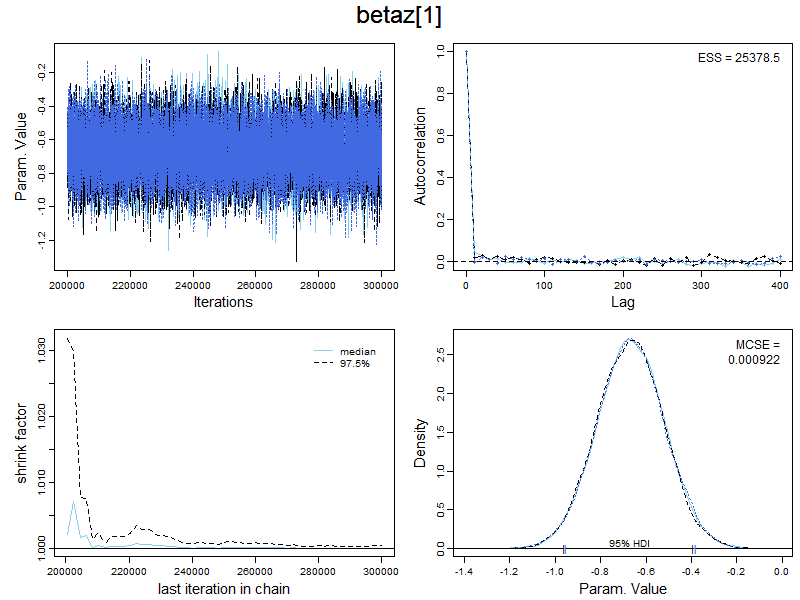 betaz[1]
Param. Value
-0.2
-0.4
-0.6
-0.8
-1.0
-1.2
200000 220000 240000 260000 280000 300000
Iterations
ESS = 25378.5
Autocorrelation
1.0
0.8
0.6
0.4
0.2
0.0
0 100 200 300 400
Lag
median
97.5%
shrink factor
1.030
1.020
1.010
1.000
200000 220000 240000 260000 280000 300000
last iteration in chain
MCSE =
0.000922
Density
2.5
2.0
1.5
1.0
0.5
0.0
95% HDI
-1.4 -1.2 -1.0 -0.8 -0.6 -0.4 -0.2 0.0
Param. Value